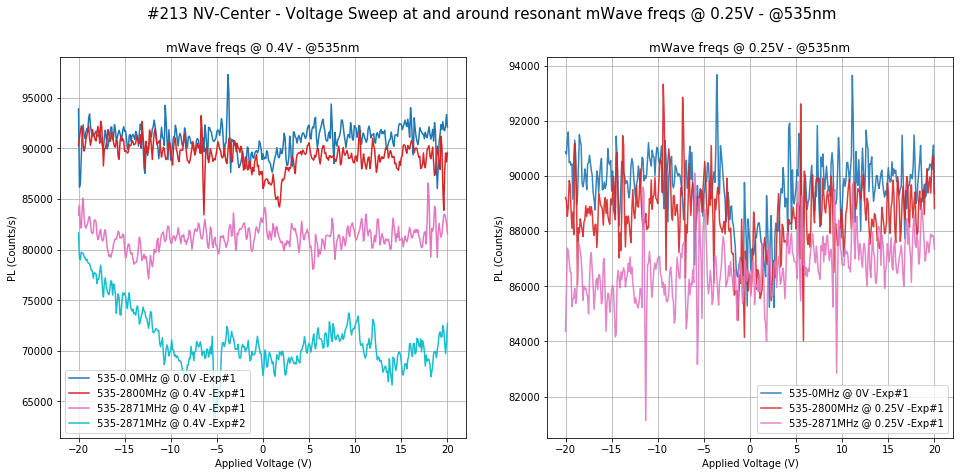 #213 NV-Center - Voltage Sweep at and around resonant mWave freqs @ 0.25V - @535nm
mWave freqs @ 0.4V - @535nm
PL (Counts/s)
95000
90000
85000
80000
75000
70000
65000
535-0.0MHz @ 0.0V -Exp#1
535-2800MHz @ 0.4V -Exp#1
535-2871MHz @ 0.4V -Exp#1
535-2871MHz @ 0.4V -Exp#2
−20 −15 −10 −5 0 5 10 15 20
Applied Voltage (V)
mWave freqs @ 0.25V - @535nm
PL (Counts/s)
94000
92000
90000
88000
86000
84000
82000
535-0MHz @ 0V -Exp#1
535-2800MHz @ 0.25V -Exp#1
535-2871MHz @ 0.25V -Exp#1
−20 −15 −10 −5 0 5 10 15 20
Applied Voltage (V)